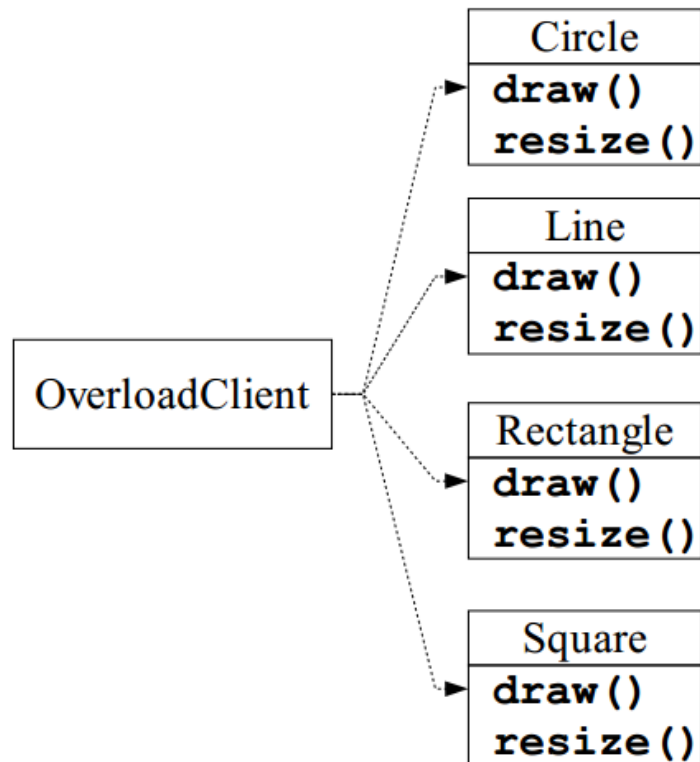 Circle
draw()
resize()
Line
draw()
resize()
OverloadClient
Rectangle
draw()
resize()
Square
draw()
resize()